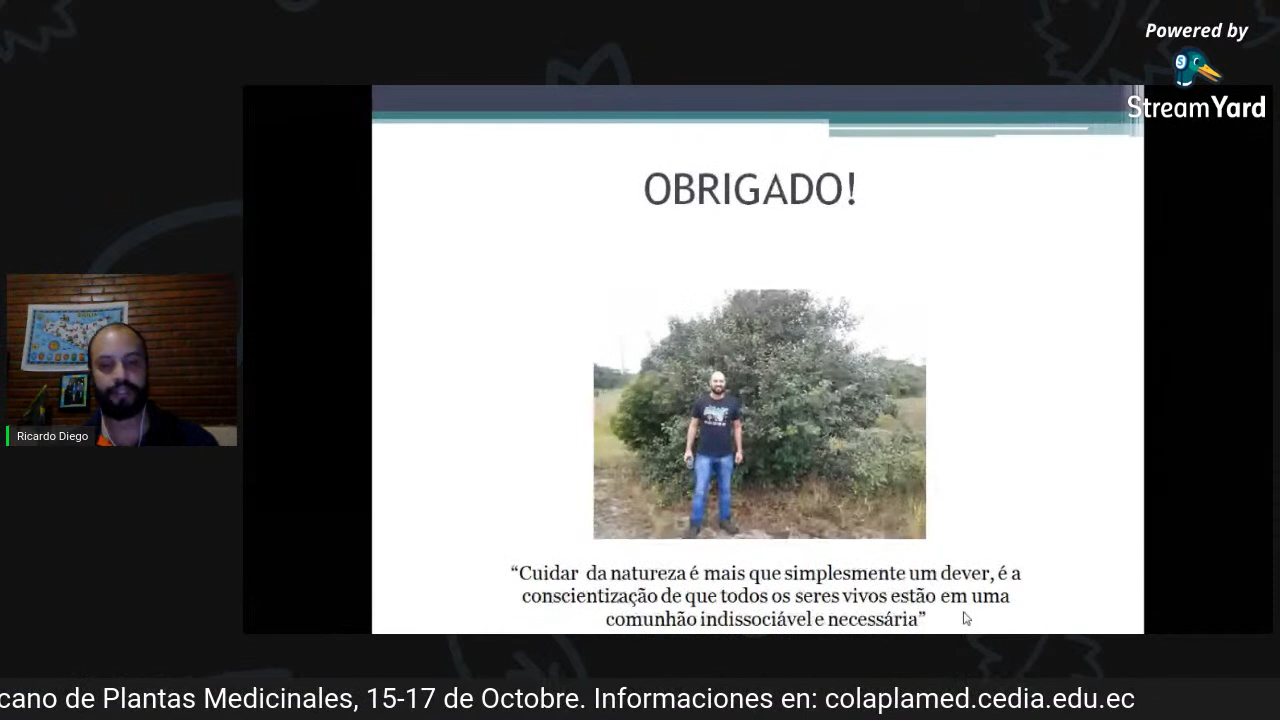 Powered by
StreamYard
OBRIGADO!
Ricardo Diego
“Cuidar da natureza é mais que simplesmente um dever, é a
conscientização de que todos os seres vivos estão em uma
comunhão indissociável e necessária”
cano de Plantas Medicinales, 15-17 de Octobre. Informaciones en: colaplamed.cedia.edu.ec